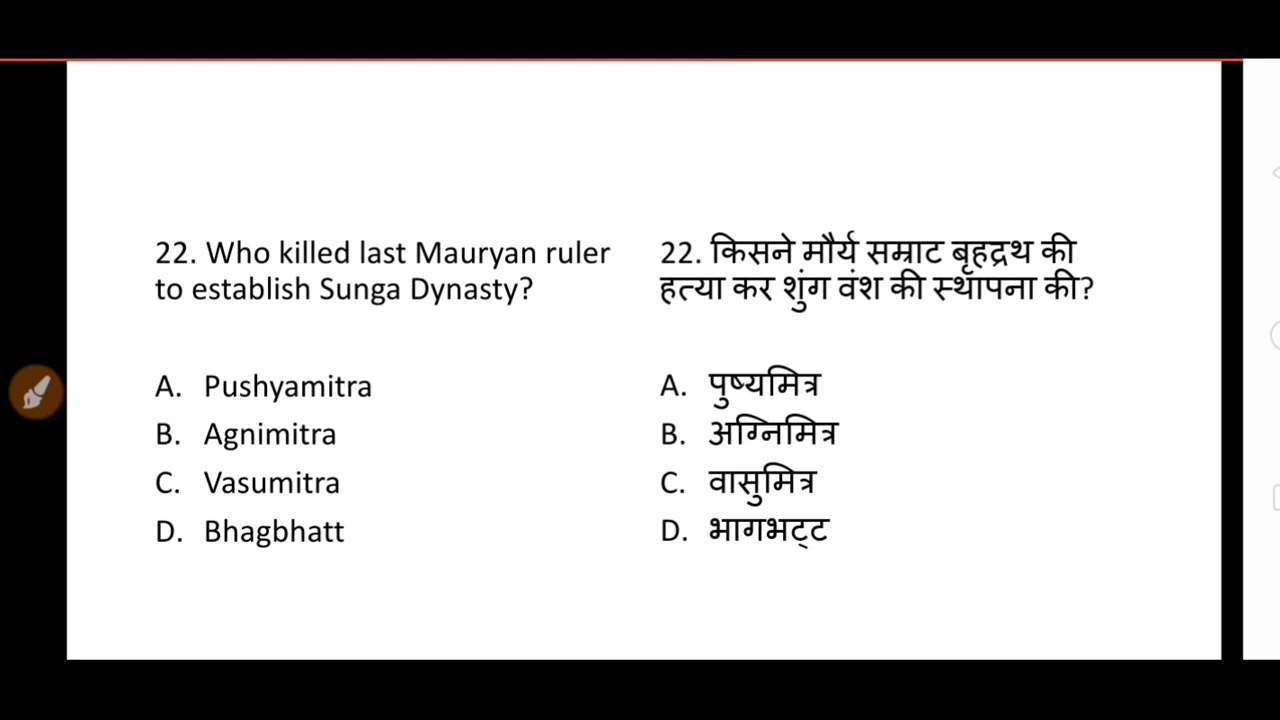 22. Who killed last Mauryan ruler
to establish Sunga Dynasty?
A. Pushyamitra
B. Agnimitra
C. Vasumitra
D. Bhagbhatt
22. किसने मौर्य सम्राट बृहद्रथ की
हत्या कर शुंग वंश की स्थापना की?
A. पुष्यमित्र
B. अग्निमित्र
C. वासुमित्र
D. भागभट्ट